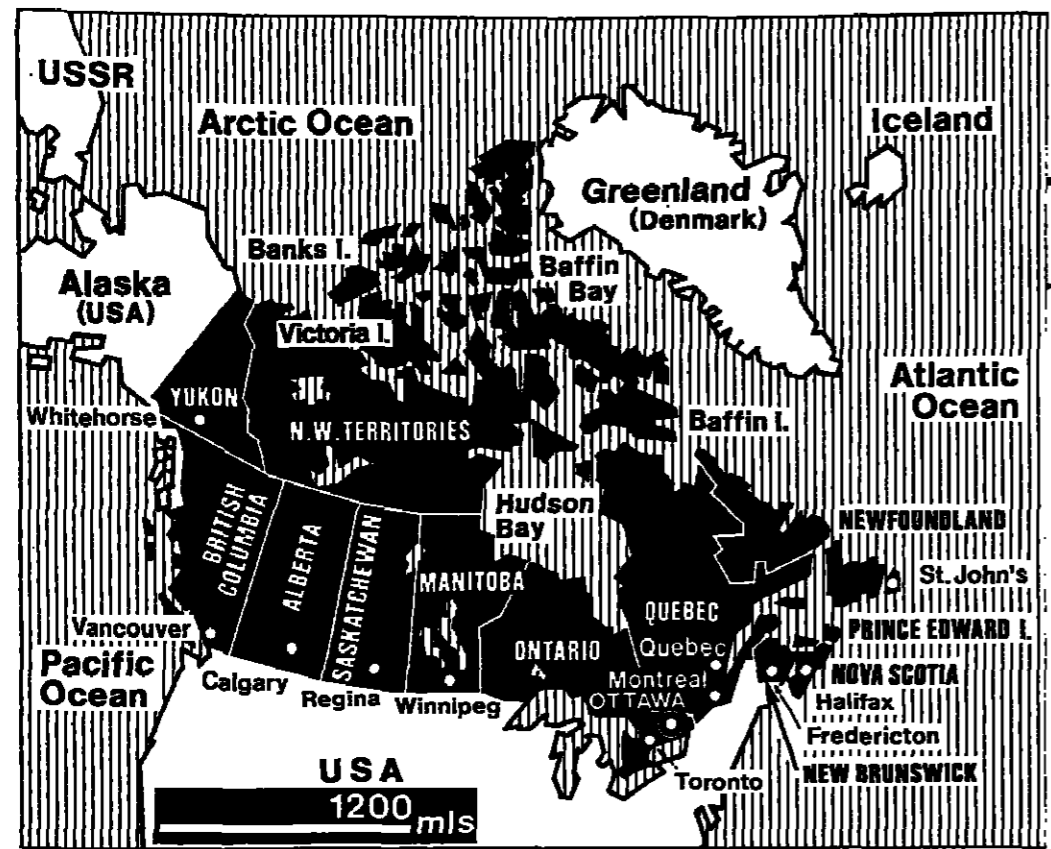 USSR
Arctic Ocean
Iceland
Greenland
(Denmark)
Banks I.
Baffin
Bay
Alaska
(USA)
Victoria I.
Atlantic
Ocean
YUKON
Whitehorse
N.W. TERRITORIES
Baffin I.
Hudson
Bay
NEWFOUNDLAND
BRITISH
COLUMBIA
ALBERTA
SASKATCHEWAN
MANITOBA
St. John's
QUEBEC
Vancouver
PRINCE EDWARD I.
Pacific
Ocean
ONTARIO
Quebec
Calgary
Regina
Winnipeg
Montreal
NOVA SCOTIA
OTTAWA
Halifax
Fredericton
USA
Toronto
NEW BRUNSWICK
1200 mls